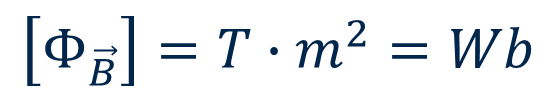 [Φ_B⃗] = T · m² = Wb